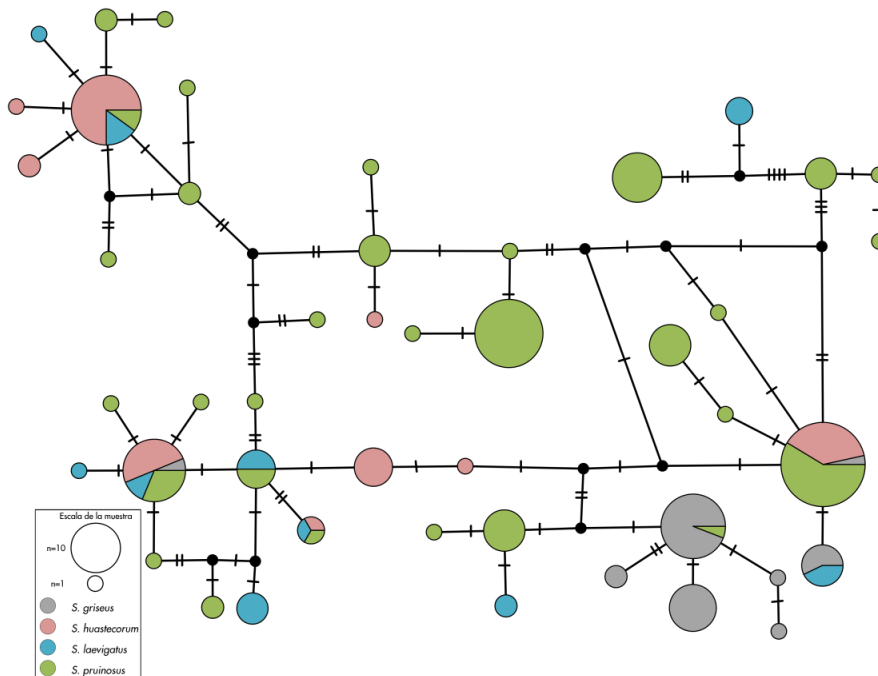 Escala de la muestra
n=10
n=1
S. griseus
S. huastecorum
S. laevigatus
S. pruinosus